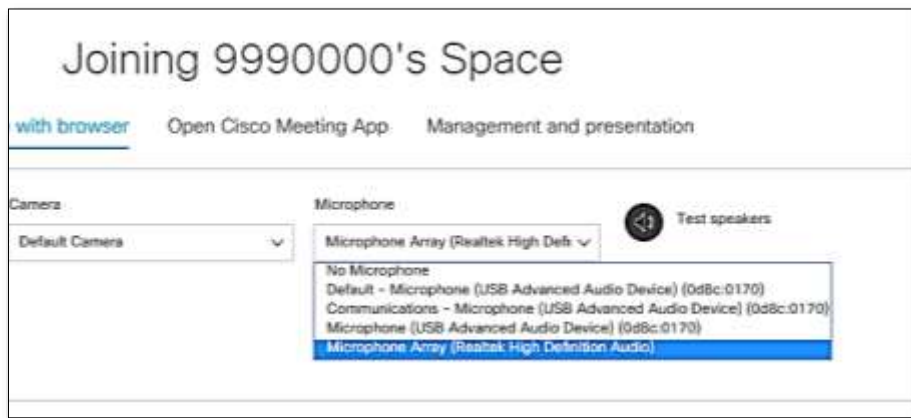 Joining 9990000's Space
with browser Open Cisco Meeting App Management and presentation
Camera Microphone
Test speakers
Default Camera Microphone Array (Realtek High Defi
No Microphone
Default - Microphone (USB Advanced Audio Device) (0d8c:0170)
Communications - Microphone (USB Advanced Audio Device) (0d8c:0170)
Microphone (USB Advanced Audio Device) (0d8c:0170)
Microphone Array (Realtek High Definition Audio)